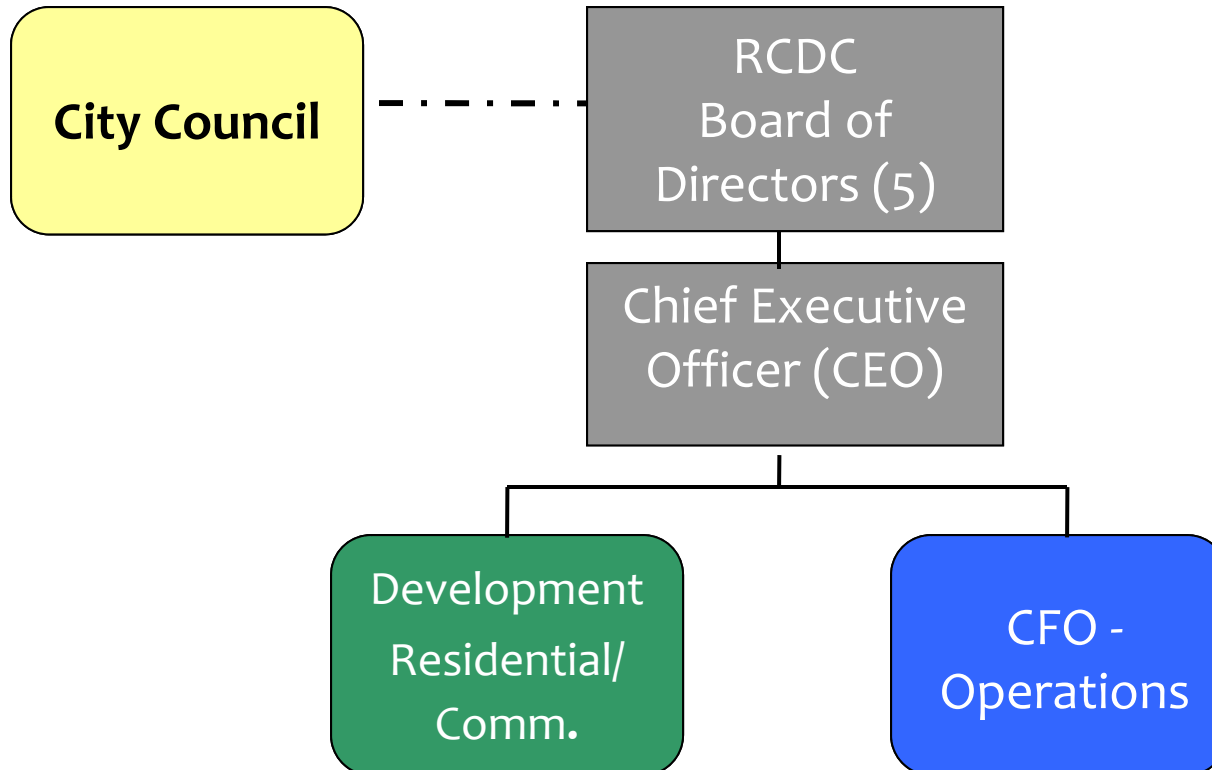 City Council
RCDC
Board of
Directors (5)
Chief Executive
Officer (CEO)
Development
Residential/
Comm.
CFO -
Operations